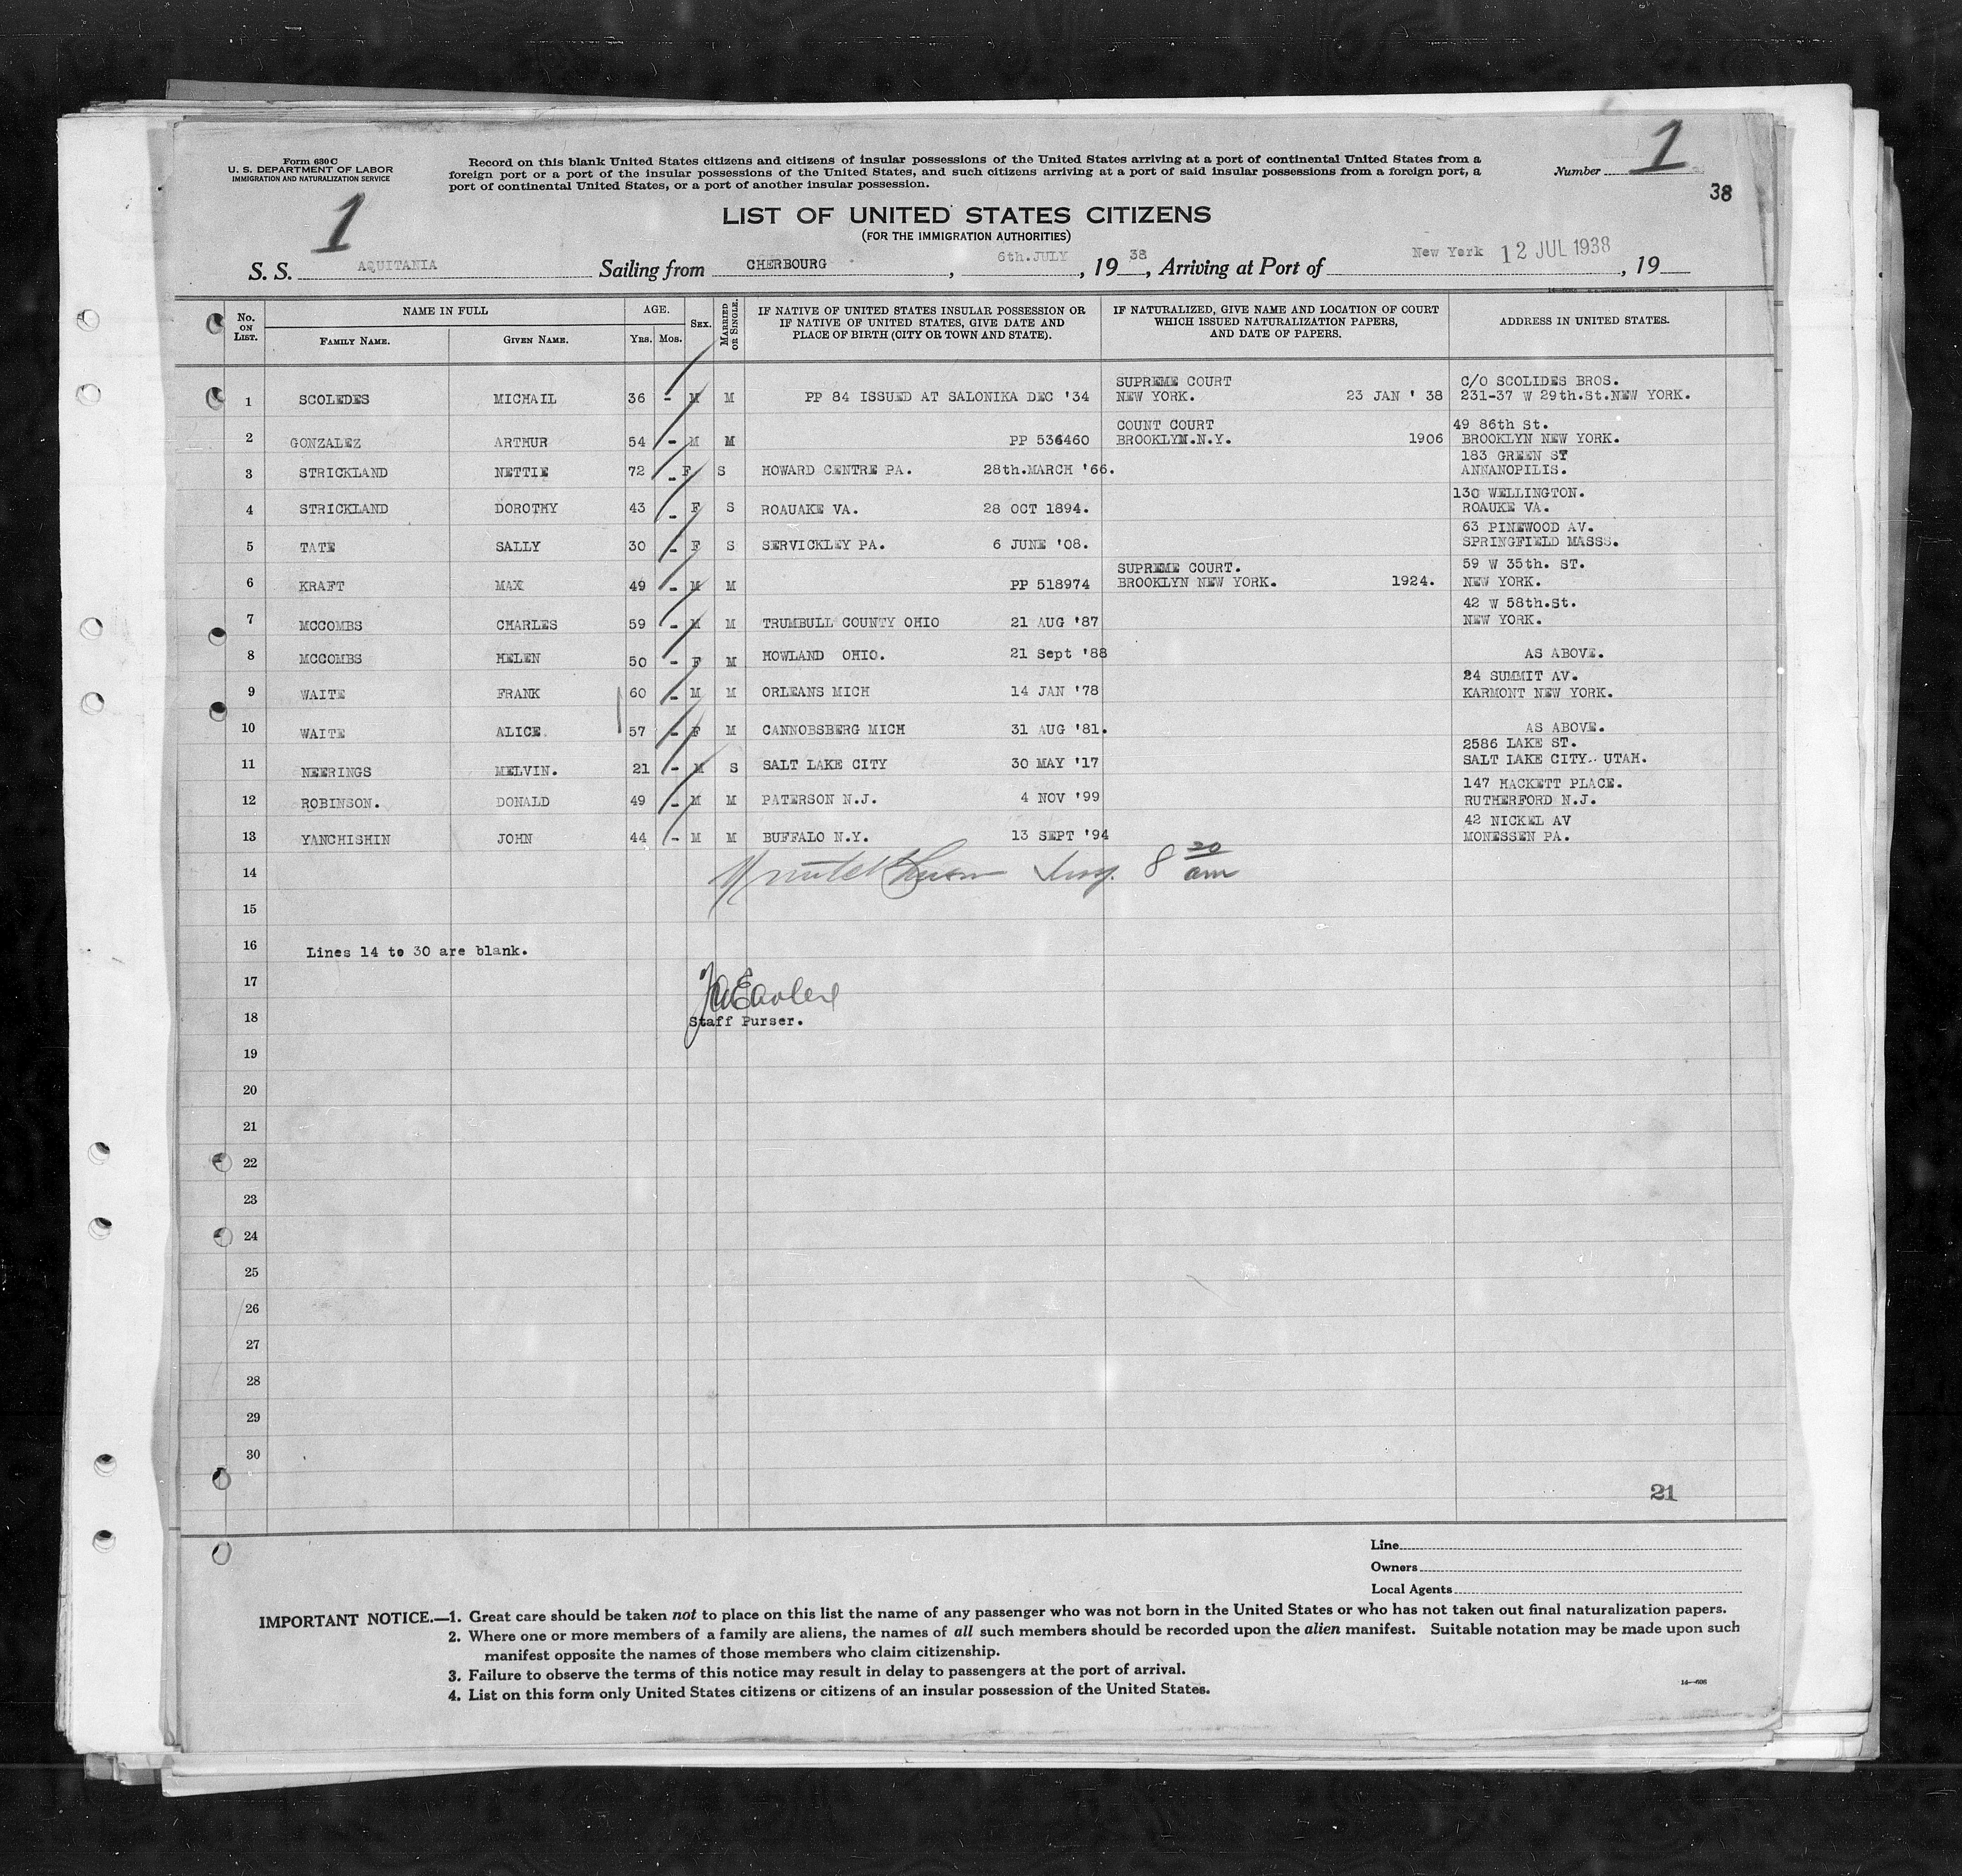 Form 630 C
U. S. DEPARTMENT OF LABOR
IMMIGRATION AND NATURALIZATION SERVICE
Record on this blank United States citizens and citizens of insular possessions of the United States arriving at a port of continental United States from a
foreign port or a port of the insular possessions of the United States, and such citizens arriving at a port of said insular possessions from a foreign port, a
port of continental United States, or a port of another insular possession.
Number 1
38
1
LIST OF UNITED STATES CITIZENS
(FOR THE IMMIGRATION AUTHORITIES)
S. S. AQUITANIA Sailing from CHERBOURG, 6th.JULY, 19 38, Arriving at Port of New York 12 JUL 1938, 19
No. ON LIST. NAME IN FULL FAMILY NAME. GIVEN NAME. AGE. YRS. MOS. SEX. MARRIED OR SINGLE. IF NATIVE OF UNITED STATES INSULAR POSSESSION OR IF NATIVE OF UNITED STATES, GIVE DATE AND PLACE OF BIRTH (CITY OR TOWN AND STATE). IF NATURALIZED, GIVE NAME AND LOCATION OF COURT WHICH ISSUED NATURALIZATION PAPERS, AND DATE OF PAPERS. ADDRESS IN UNITED STATES.
SUPREME COURT C/O SCOLIDES BROS.
1 SCOLEDES MICHAIL 36 - M M PP 84 ISSUED AT SALONIKA DEC '34 NEW YORK. 23 JAN ' 38 231-37 W 29th.St.NEW YORK.
COUNT COURT 49 86th St.
2 GONZALEZ ARTHUR 54 - M M PP 536460 BROOKLYN.N.Y. 1906 BROOKLYN NEW YORK.
183 GREEN ST
3 STRICKLAND NETTIE 72 - F S HOWARD CENTRE PA. 28th.MARCH '66. ANNANOPILIS.
130 WELLINGTON.
4 STRICKLAND DOROTHY 43 - F S ROAUAKE VA. 28 OCT 1894. ROAUKE VA.
63 PINEWOOD AV.
5 TATE SALLY 30 - F S SERVICKLEY PA. 6 JUNE '08. SPRINGFIELD MASSS.
SUPREME COURT. 59 W 35th. ST.
6 KRAFT MAX 49 - M M PP 518974 BROOKLYN NEW YORK. 1924. NEW YORK.
42 W 58th.St.
7 MCCOMBS CHARLES 59 - M M TRUMBULL COUNTY OHIO 21 AUG '87 NEW YORK.
8 MCCOMBS HELEN 50 - F M HOWLAND OHIO. 21 Sept '88 AS ABOVE.
24 SUMMIT AV.
9 WAITE FRANK 60 - M M ORLEANS MICH 14 JAN '78 KARMONT NEW YORK.
10 WAITE ALICE. 57 - F M CANNOBSBERG MICH 31 AUG '81. AS ABOVE.
2586 LAKE ST.
11 NEERINGS MELVIN. 21 - M S SALT LAKE CITY 30 MAY '17 SALT LAKE CITY. UTAH.
147 HACKETT PLACE.
12 ROBINSON. DONALD 49 - M M PATERSON N.J. 4 NOV '99 RUTHERFORD N.J.
42 NICKEL AV
13 YANCHISHIN JOHN 44 - M M BUFFALO N.Y. 13 SEPT '94 MONESSEN PA.
14 8 20 am
15
16 Lines 14 to 30 are blank.
17
18 Staff Purser.
19
20
21
22
23
24
25
26
27
28
29
30
21
Line
Owners
Local Agents
IMPORTANT NOTICE.—1. Great care should be taken not to place on this list the name of any passenger who was not born in the United States or who has not taken out final naturalization papers.
2. Where one or more members of a family are aliens, the names of all such members should be recorded upon the alien manifest. Suitable notation may be made upon such
manifest opposite the names of those members who claim citizenship.
3. Failure to observe the terms of this notice may result in delay to passengers at the port of arrival.
4. List on this form only United States citizens or citizens of an insular possession of the United States.
14—606